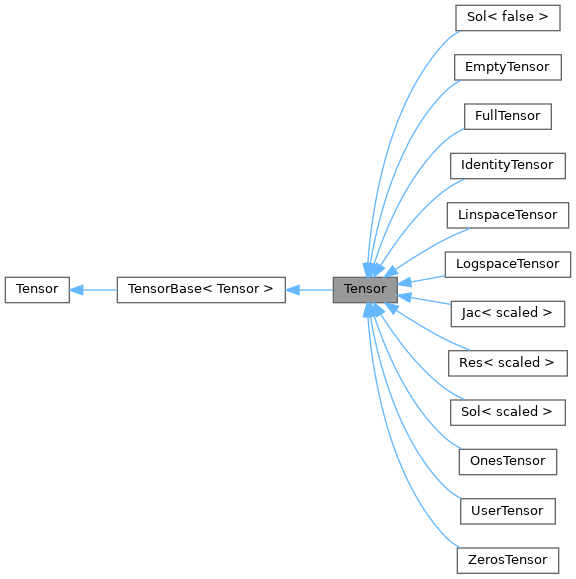 Sol< false >
EmptyTensor
FullTensor
IdentityTensor
LinspaceTensor
LogspaceTensor
Tensor
TensorBase< Tensor >
Tensor
Jac< scaled >
Res< scaled >
Sol< scaled >
OnesTensor
UserTensor
ZerosTensor